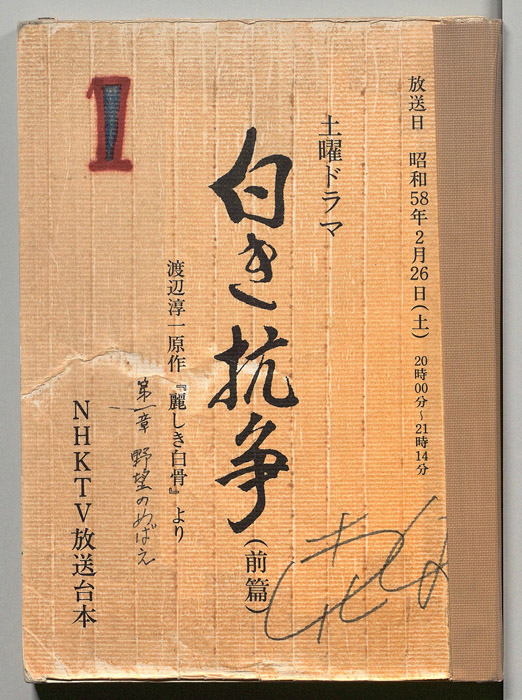 放送日 昭和58年2月26日（土） 20時00分～21時14分
土曜ドラマ
白き抗争（前篇）
渡辺淳一原作『麗しき白骨』より
第一章 野望のめばえ
NHKTV放送台本
1